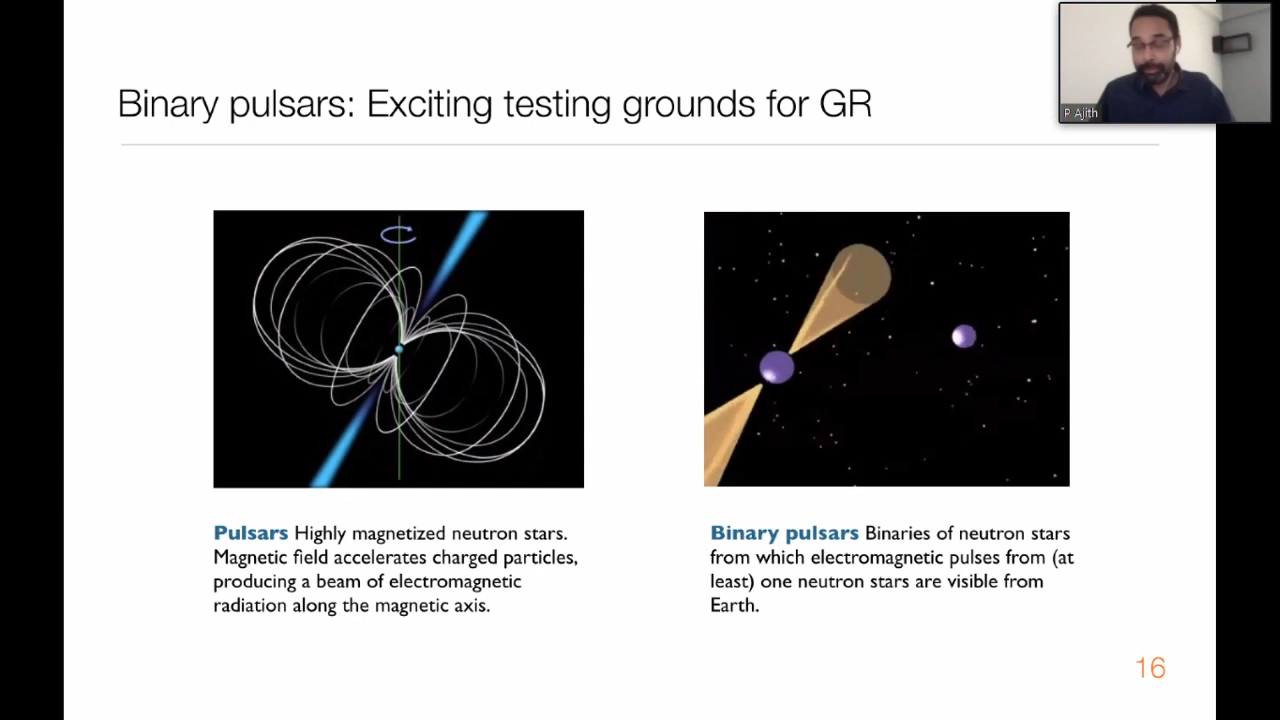 Binary pulsars: Exciting testing grounds for GR
P Ajith
Pulsars Highly magnetized neutron stars.
Magnetic field accelerates charged particles,
producing a beam of electromagnetic
radiation along the magnetic axis.
Binary pulsars Binaries of neutron stars
from which electromagnetic pulses from (at
least) one neutron stars are visible from
Earth.
16